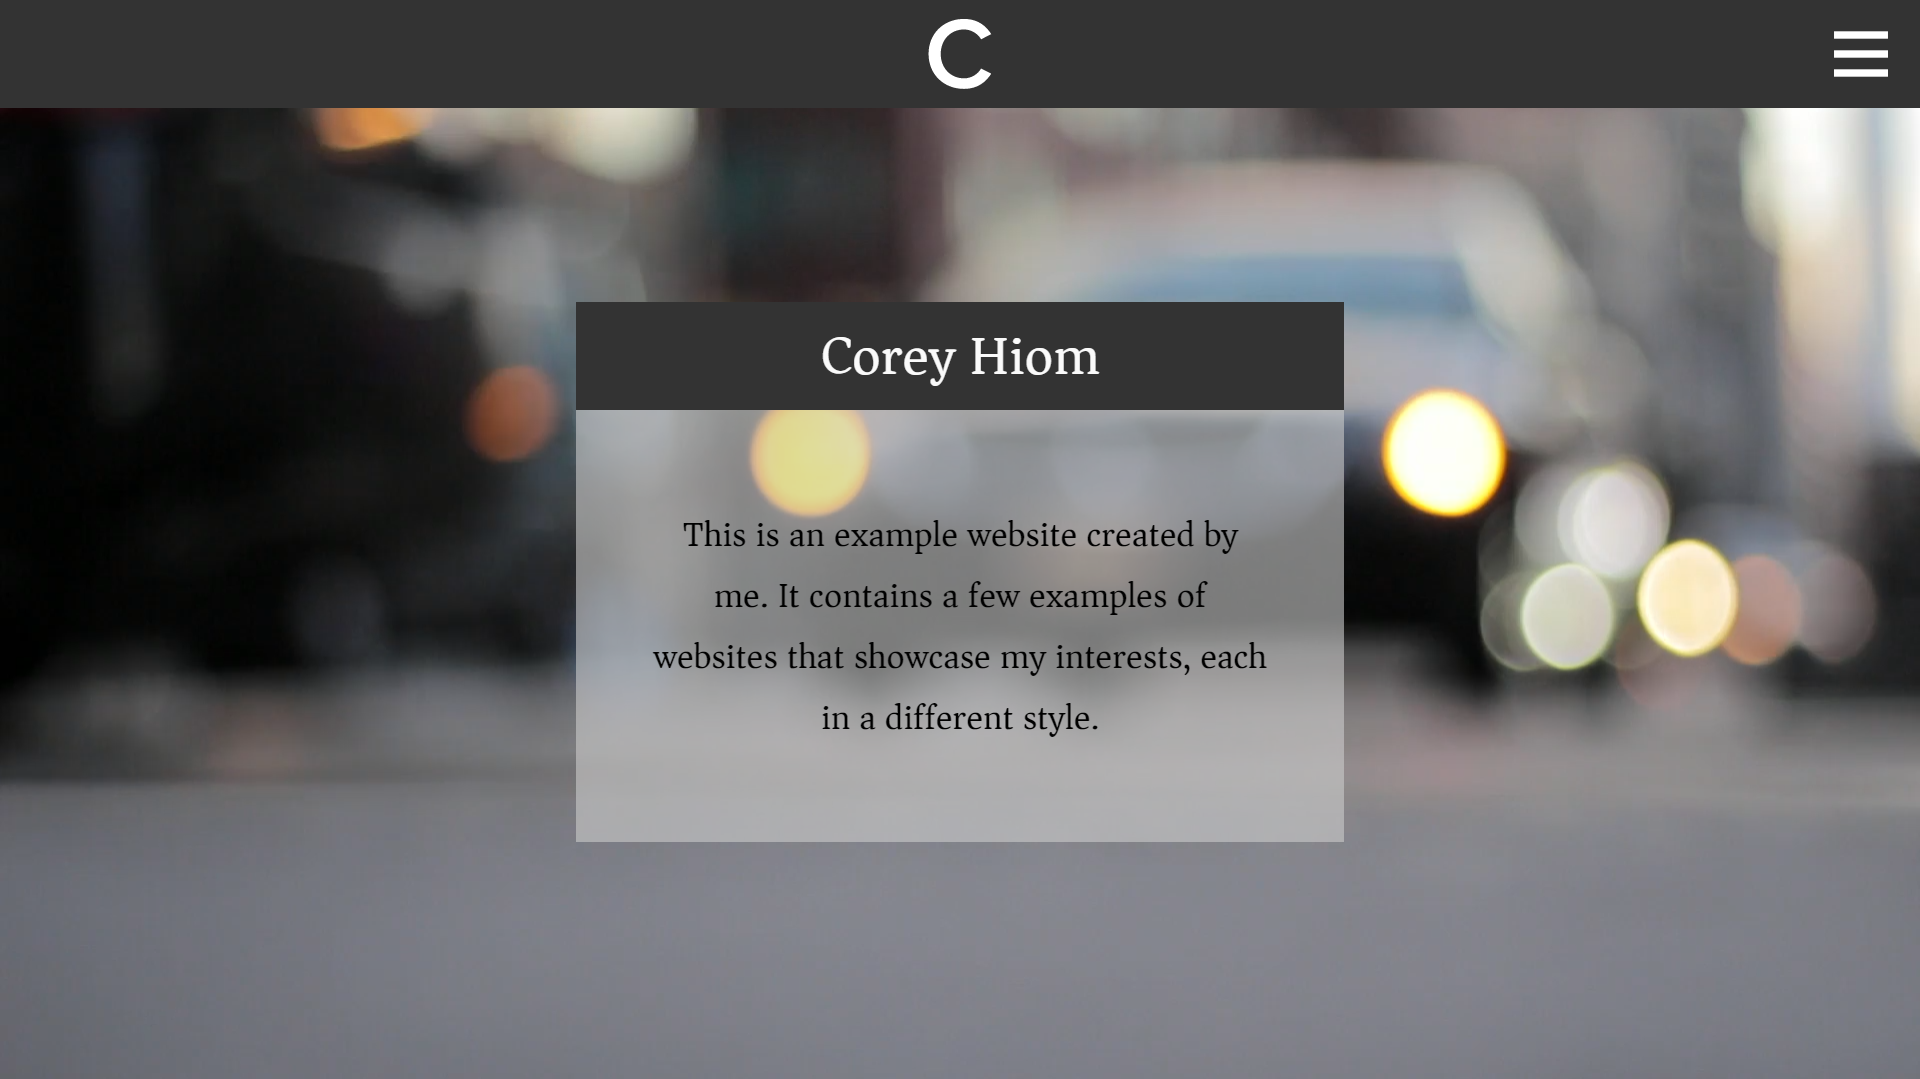 C
Corey Hiom
This is an example website created by
me. It contains a few examples of
websites that showcase my interests, each
in a different style.